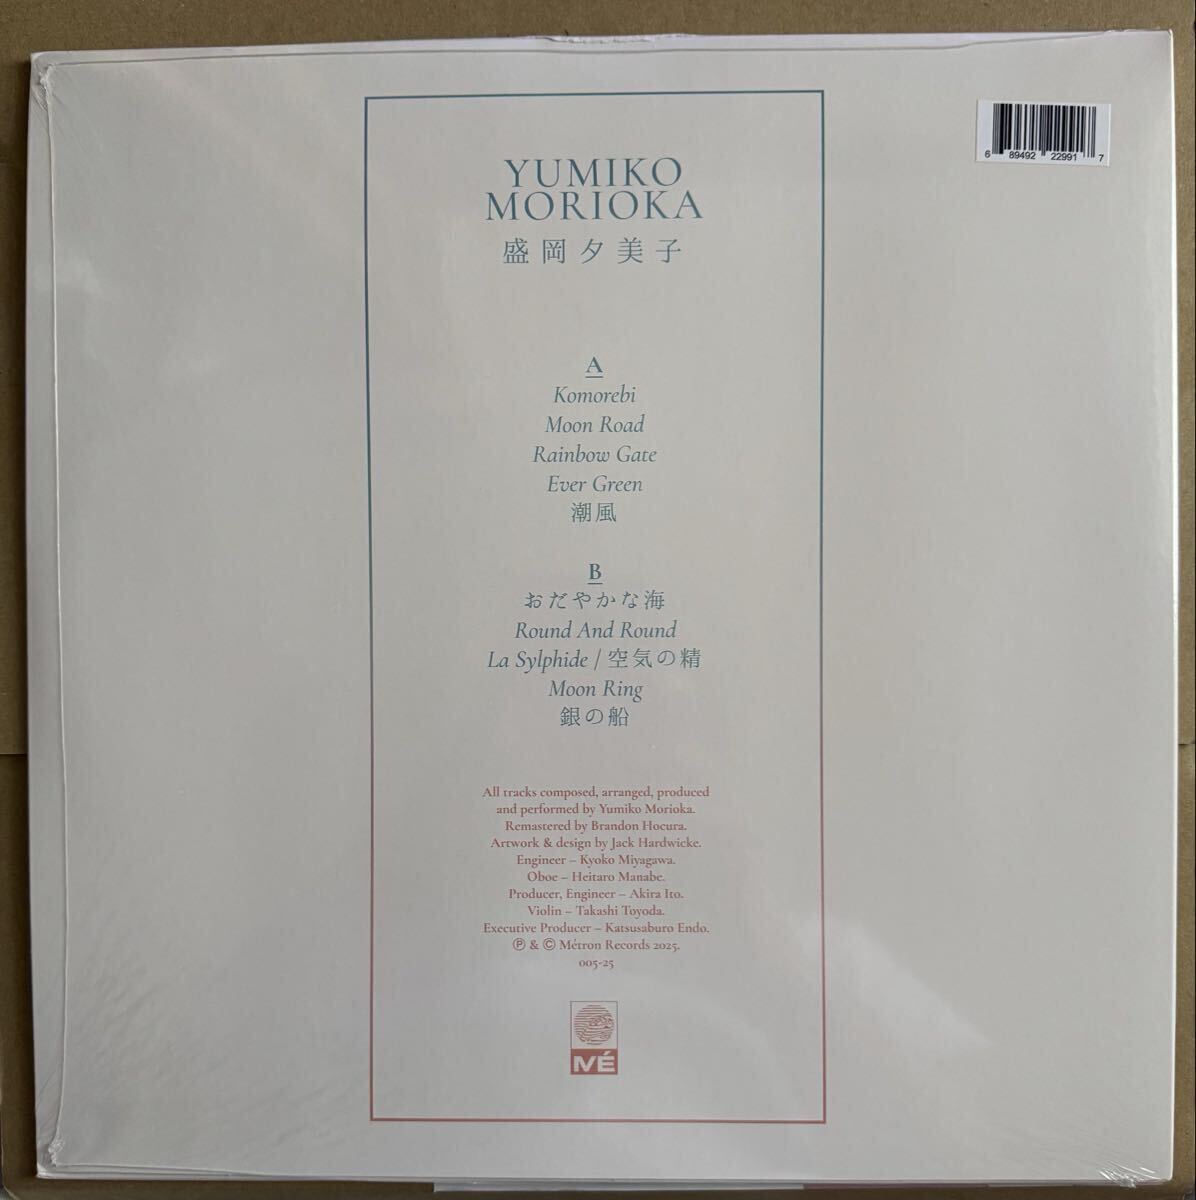 6 89492 22991 7
YUMIKO
MORIOKA
盛岡夕美子
A
Komorebi
Moon Road
Rainbow Gate
Ever Green
潮風
B
おだやかな海
Round And Round
La Sylphide / 空気の精
Moon Ring
銀の船
All tracks composed, arranged, produced
and performed by Yumiko Morioka.
Remastered by Brandon Hocura.
Artwork & design by Jack Hardwicke.
Engineer – Kyoko Miyagawa.
Oboe – Heitaro Manabe.
Producer, Engineer – Akira Ito.
Violin – Takashi Toyoda.
Executive Producer – Katsusaburo Endo.
℗ & © Métron Records 2025.
005-25
MÉ